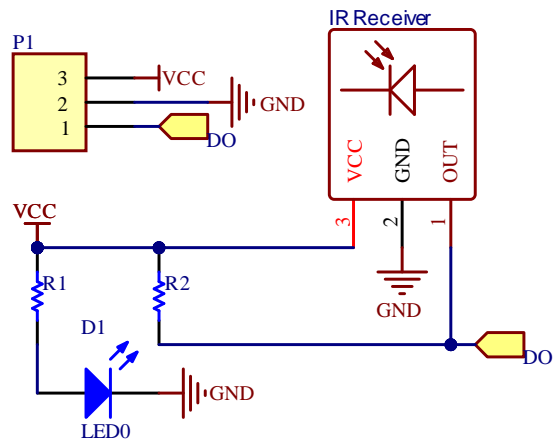 IR Receiver
P1
3
VCC
2
GND
1
DO
VCC
GND
OUT
3
2
1
VCC
R1
R2
GND
D1
DO
GND
LED0